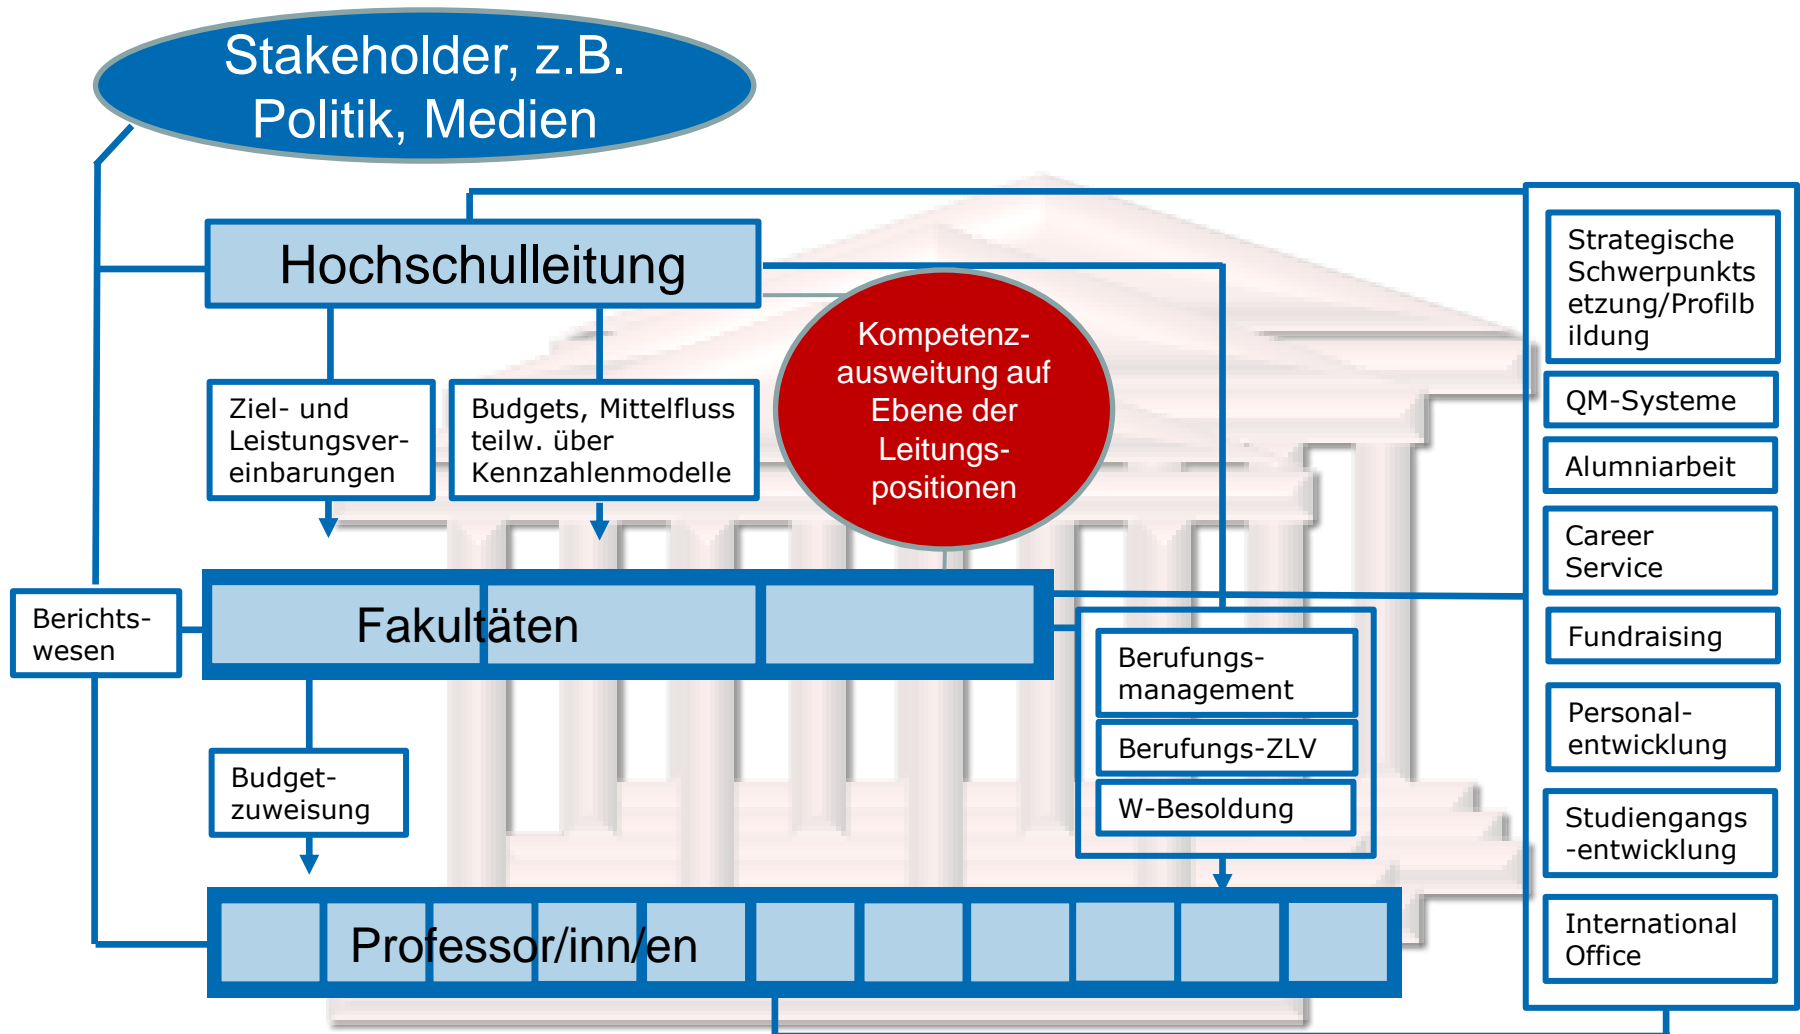 Stakeholder, z.B.
Politik, Medien
Hochschulleitung
Ziel- und
Leistungsver-
einbarungen
Budgets, Mittelfluss
teilw. über
Kennzahlenmodelle
Kompetenz-
ausweitung auf
Ebene der
Leitungs-
positionen
Fakultäten
Berichts-
wesen
Budget-
zuweisung
Berufungs-
management
Berufungs-ZLV
W-Besoldung
Professor/inn/en
Strategische
Schwerpunkts
etzung/Profilb
ildung
QM-Systeme
Alumniarbeit
Career
Service
Fundraising
Personal-
entwicklung
Studiengangs
-entwicklung
International
Office